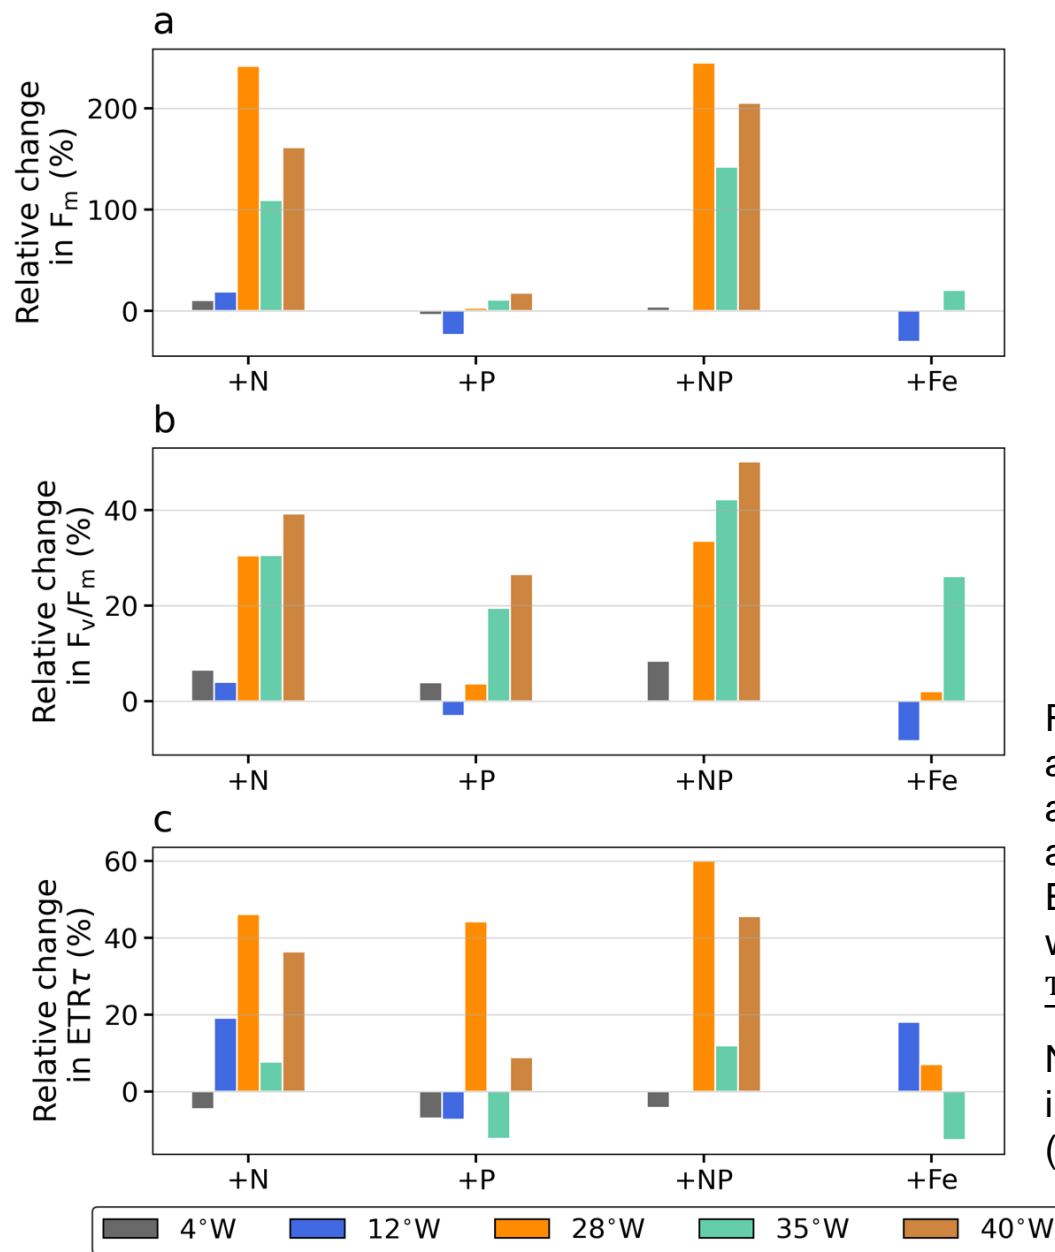 a
Relative change
in Fm (%)
200
100
0
+N +P +NP +Fe
b
Relative change
in Fv/Fm (%)
40
20
0
+N +P +NP +Fe
c
Relative change
in ETRτ (%)
60
40
20
0
+N +P +NP +Fe
4°W 12°W 28°W 35°W 40°W